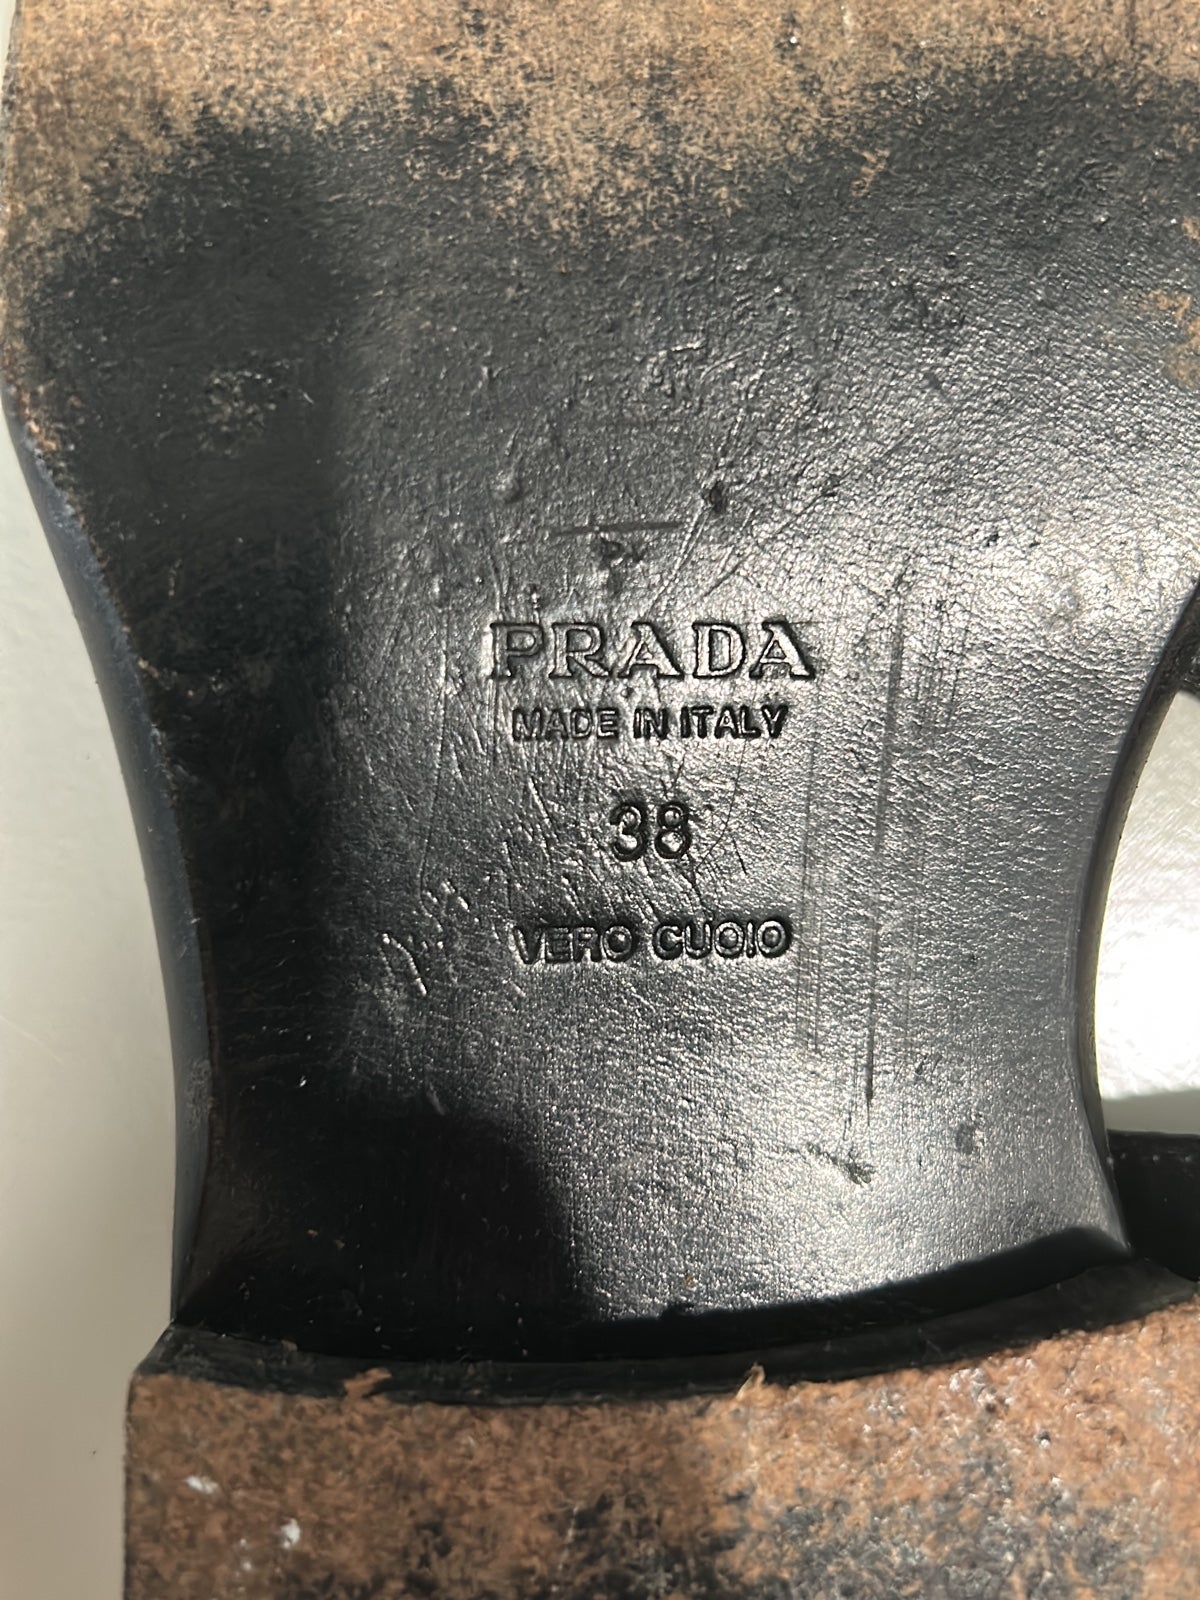 PRADA
MADE IN ITALY
38
VERO CUOIO